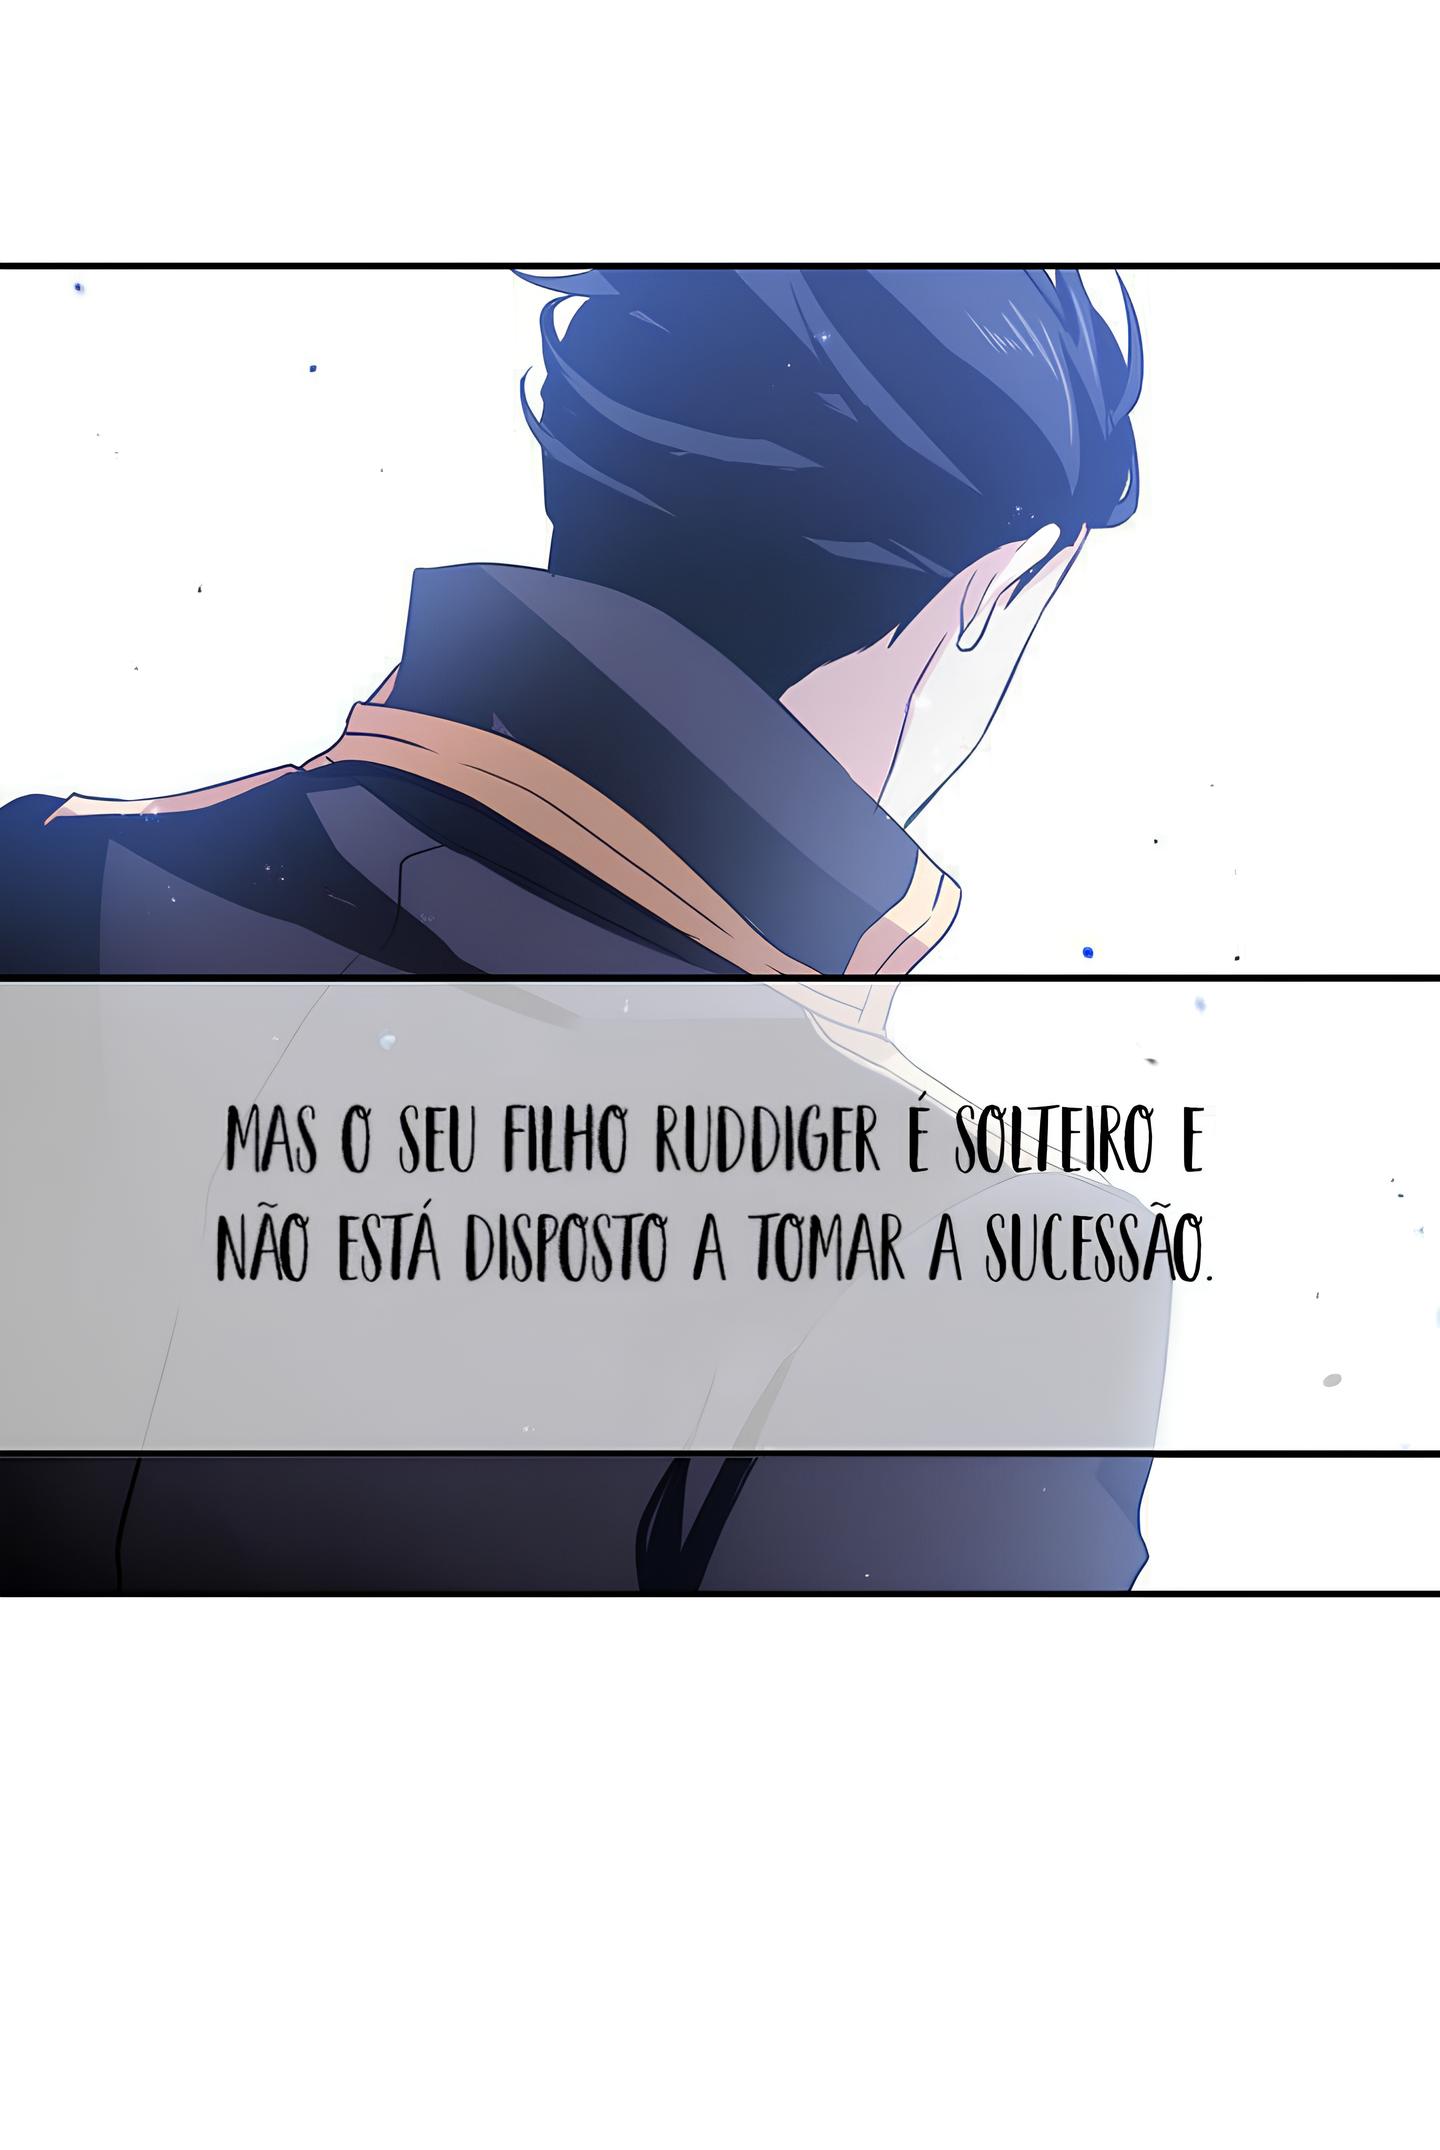 MAS O SEU FILHO RUDDIGER É SOLTEIRO E
NÃO ESTÁ DISPOSTO A TOMAR A SUCESSÃO.